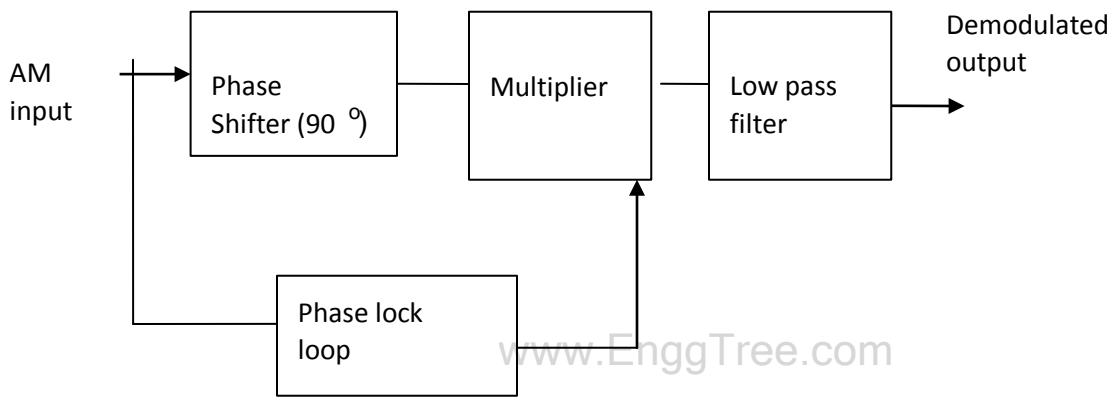 AM
input
Phase
Shifter (90 º)
Multiplier
Low pass
filter
Demodulated
output
Phase lock
loop
www.EnggTree.com